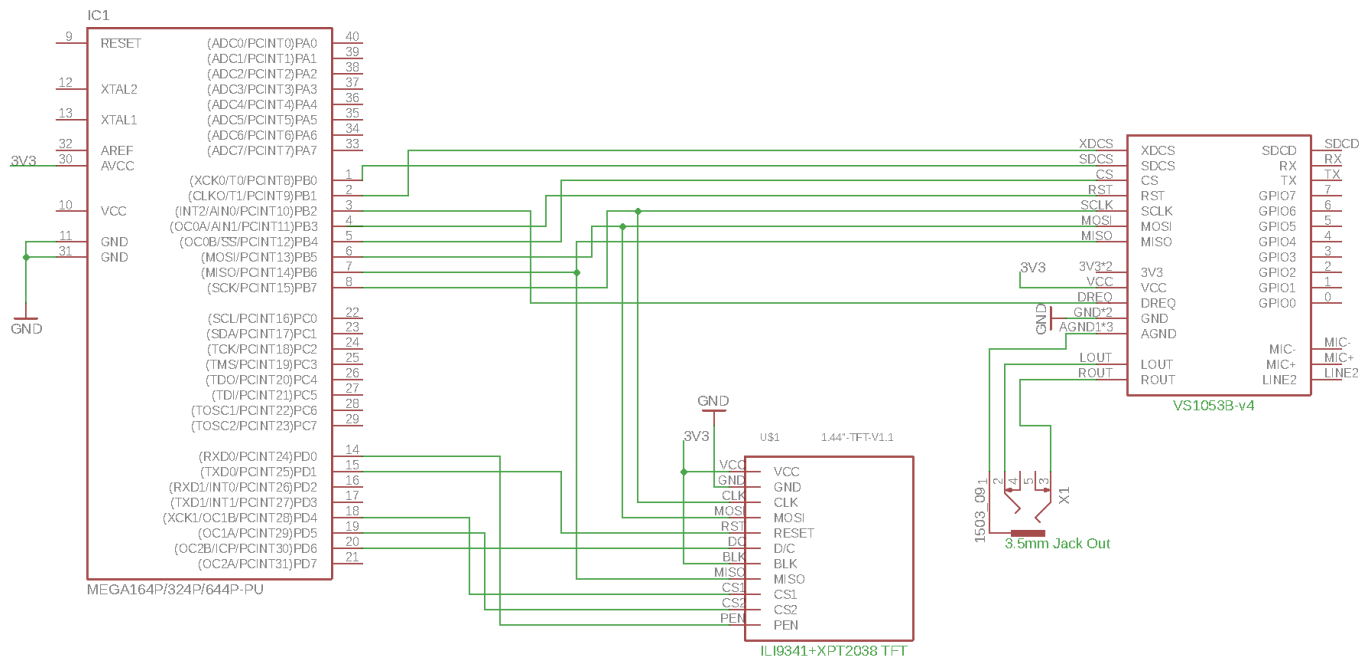 IC1
9 RESET
12 XTAL2
13 XTAL1
32 AREF
3V3 30 AVCC
10 VCC
11 GND
31 GND
GND
(ADC0/PCINT0)PA0 40
(ADC1/PCINT1)PA1 39
(ADC2/PCINT2)PA2 38
(ADC3/PCINT3)PA3 37
(ADC4/PCINT4)PA4 36
(ADC5/PCINT5)PA5 35
(ADC6/PCINT6)PA6 34
(ADC7/PCINT7)PA7 33
(XCK0/T0/PCINT8)PB0 1
(CLKO/T1/PCINT9)PB1 2
(INT2/AIN0/PCINT10)PB2 3
(OC0A/AIN1/PCINT11)PB3 4
(OC0B/SS/PCINT12)PB4 5
(MOSI/PCINT13)PB5 6
(MISO/PCINT14)PB6 7
(SCK/PCINT15)PB7 8
(SCL/PCINT16)PC0 22
(SDA/PCINT17)PC1 23
(TCK/PCINT18)PC2 24
(TMS/PCINT19)PC3 25
(TDO/PCINT20)PC4 26
(TDI/PCINT21)PC5 27
(TOSC1/PCINT22)PC6 28
(TOSC2/PCINT23)PC7 29
(RXD0/PCINT24)PD0 14
(TXD0/PCINT25)PD1 15
(RXD1/INT0/PCINT26)PD2 16
(TXD1/INT1/PCINT27)PD3 17
(XCK1/OC1B/PCINT28)PD4 18
(OC1A/PCINT29)PD5 19
(OC2B/ICP/PCINT30)PD6 20
(OC2A/PCINT31)PD7 21
MEGA164P/324P/644P-PU
XDCS XDCS
SDCS SDCS
CS CS
RST RST
SCLK SCLK
MOSI MOSI
MISO MISO
3V3*2 3V3
3V3 VCC VCC
DREQ DREQ
GND GND*2 GND
AGND1*3 AGND
LOUT LOUT
ROUT ROUT
SDCD SDCD
RX RX
TX TX
GPIO7 7
GPIO6 6
GPIO5 5
GPIO4 4
GPIO3 3
GPIO2 2
GPIO1 1
GPIO0 0
MIC- MIC-
MIC+ MIC+
LINE2 LINE2
VS1053B-v4
GND
3V3
U$1 1.44"-TFT-V1.1
VCC VCC
GND GND
CLK CLK
MOSI MOSI
RST RESET
DC D/C
BLK BLK
MISO MISO
CS1 CS1
CS2 CS2
PEN PEN
ILI9341+XPT2038 TFT
1503_09
1 2 4 5 3
X1
3.5mm Jack Out